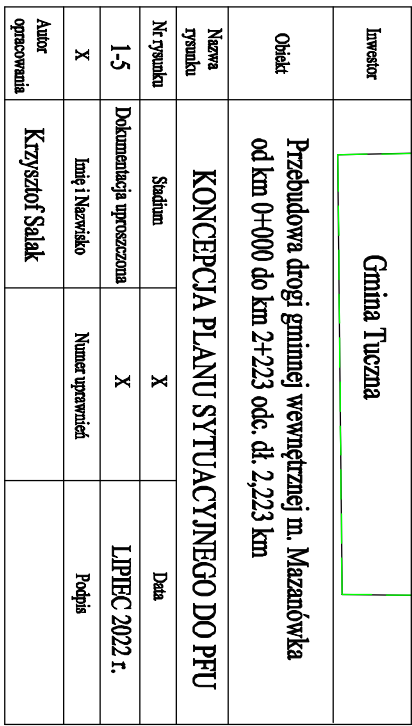 Inwestor
Gmina Tuczna
Obiekt
Przebudowa drogi gminnej wewnętrznej m. Mazanówka
od km 0+000 do km 2+223 odc. dł. 2,223 km
Nazwa
rysunku
KONCEPCJA PLANU SYTUACYJNEGO DO PFU
Nr rysunku
Stadium
X
Data
1-5
Dokumentacja uproszczona
X
LIPIEC 2022 r.
X
Imię i Nazwisko
Numer uprawnień
Podpis
Autor
opracowania
Krzysztof Salak